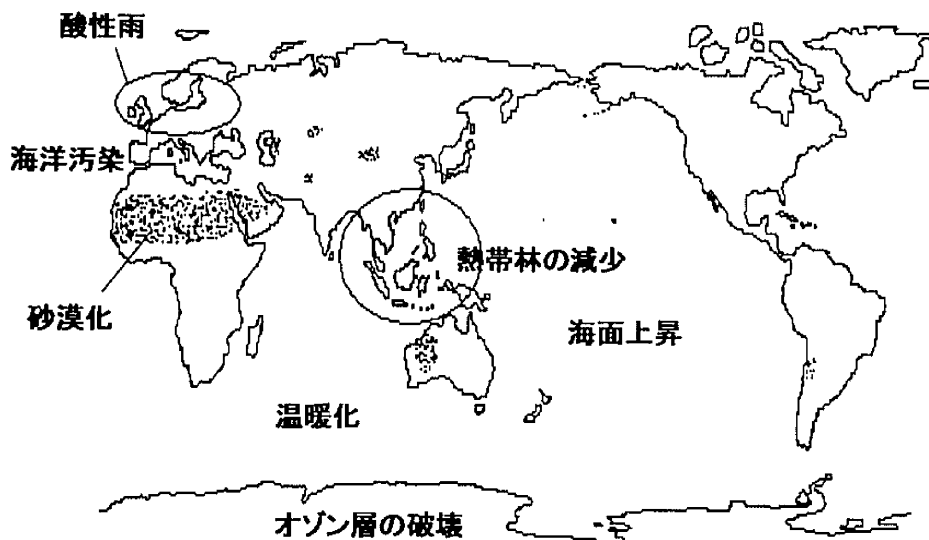 酸性雨
海洋汚染
熱帯林の減少
砂漠化
海面上昇
温暖化
オゾン層の破壊